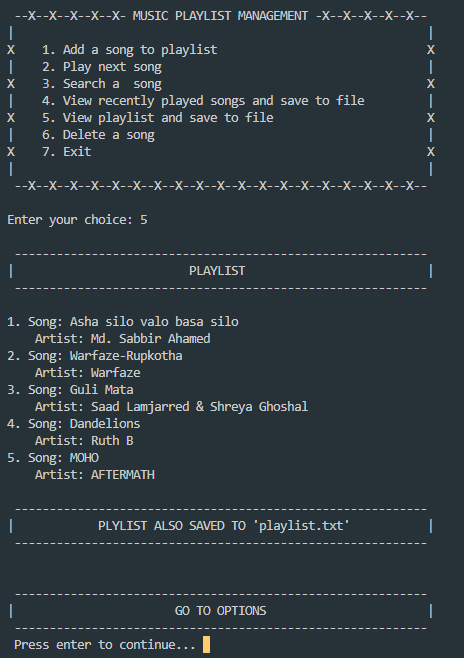 --X--X--X--X--X- MUSIC PLAYLIST MANAGEMENT -X--X--X--X--X--
|                                                           |
X    1. Add a song to playlist                              X
|    2. Play next song                                      |
X    3. Search a  song                                      X
|    4. View recently played songs and save to file         |
X    5. View playlist and save to file                      X
|    6. Delete a song                                       |
X    7. Exit                                                X
|                                                           |
--X--X--X--X--X--X--X--X--X--X--X--X--X--X--X--X--X--X--X--
Enter your choice: 5
-----------------------------------------------------------
|                         PLAYLIST                          |
-----------------------------------------------------------
1. Song: Asha silo valo basa silo
    Artist: Md. Sabbir Ahamed
2. Song: Warfaze-Rupkotha
    Artist: Warfaze
3. Song: Guli Mata
    Artist: Saad Lamjarred & Shreya Ghoshal
4. Song: Dandelions
    Artist: Ruth B
5. Song: MOHO
    Artist: AFTERMATH
-----------------------------------------------------------
|            PLYLIST ALSO SAVED TO 'playlist.txt'           |
-----------------------------------------------------------
-----------------------------------------------------------
|                       GO TO OPTIONS                       |
-----------------------------------------------------------
Press enter to continue...